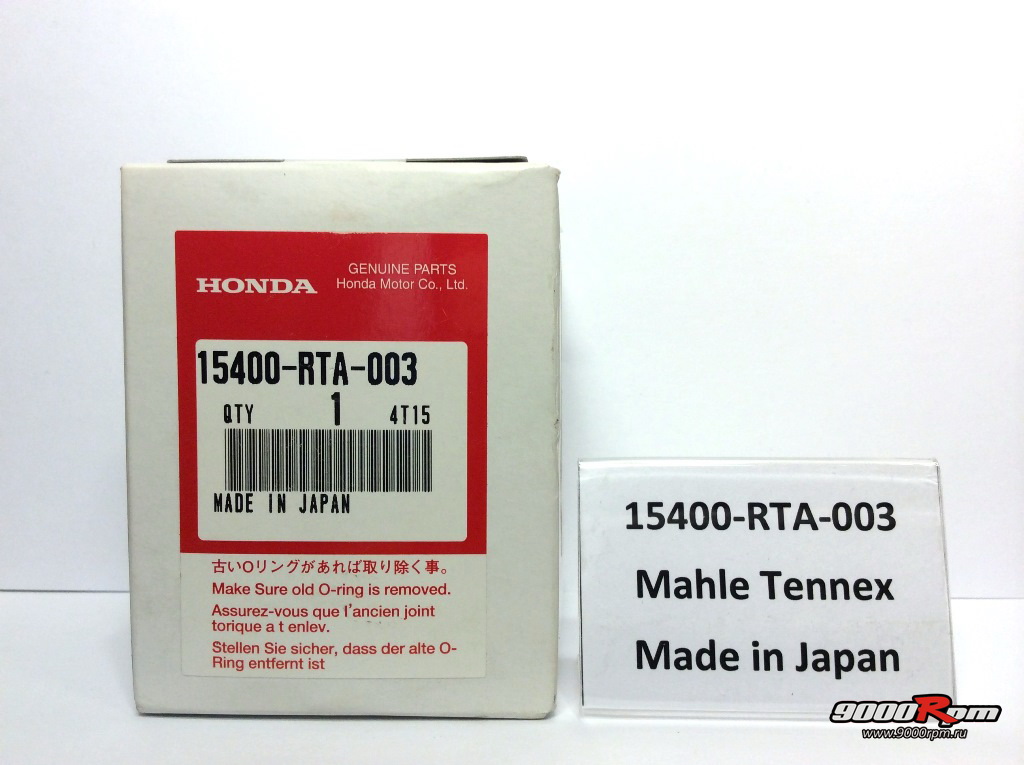 HONDA
GENUINE PARTS
Honda Motor Co., Ltd.
15400-RTA-003
QTY 1 4T15
MADE IN JAPAN
古いOリングがあれば取り除く事。
Make Sure old O-ring is removed.
Assurez-vous que l'ancien joint
torique a t enlev.
Stellen Sie sicher, dass der alte O-
Ring entfernt ist
15400-RTA-003
Mahle Tennex
Made in Japan
9000Rpm
www.9000rpm.ru